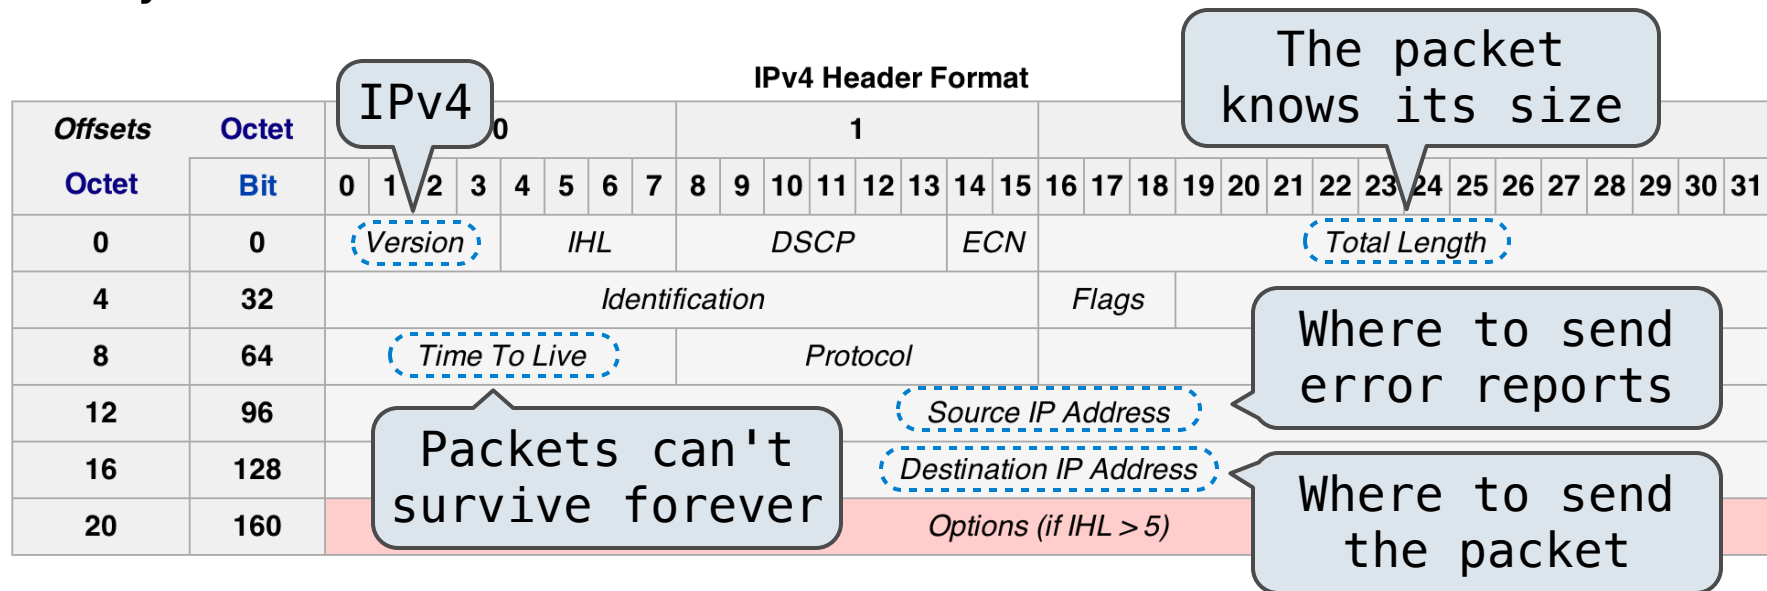 IPv4 Header Format
IPv4
The packet
knows its size
Offsets Octet 0 1
Octet Bit 0 1 2 3 4 5 6 7 8 9 10 11 12 13 14 15 16 17 18 19 20 21 22 23 24 25 26 27 28 29 30 31
0 0 Version IHL DSCP ECN Total Length
4 32 Identification Flags
8 64 Time To Live Protocol
Where to send
error reports
12 96 Source IP Address
Packets can't
survive forever
16 128 Destination IP Address
Where to send
the packet
20 160 Options (if IHL > 5)